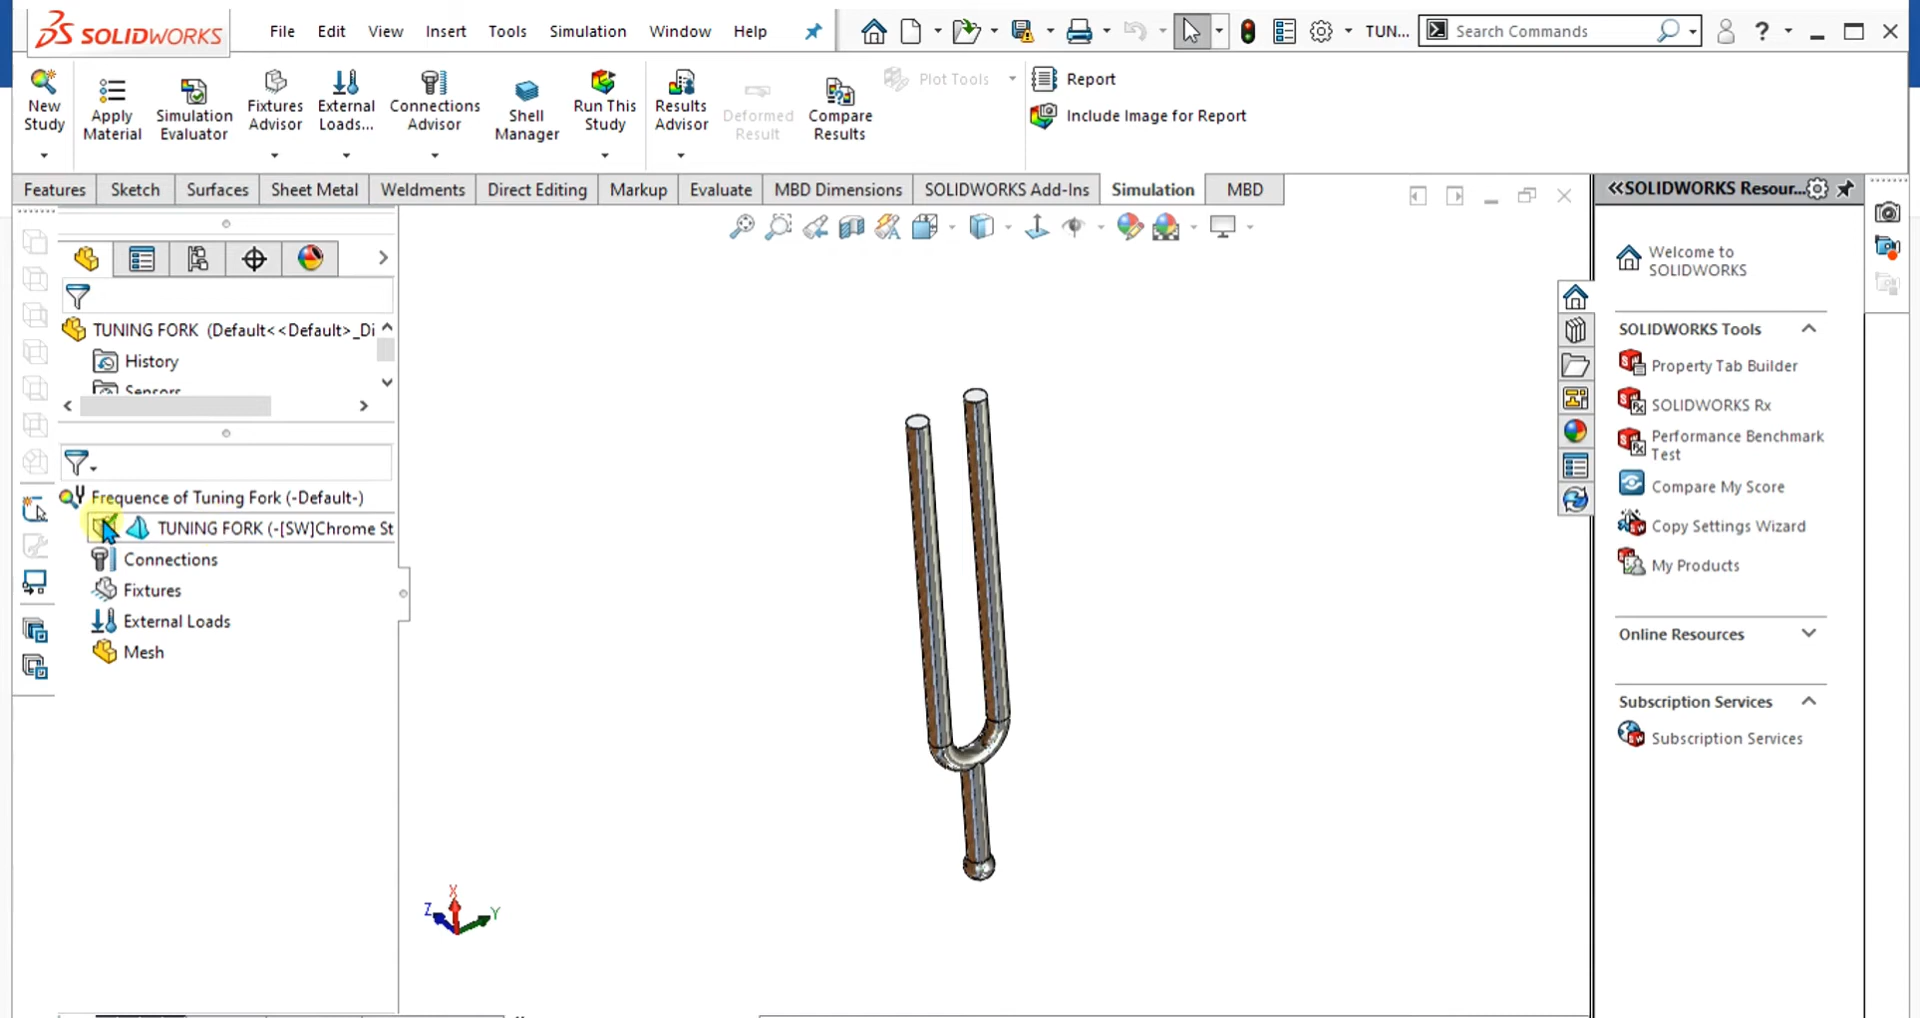 SOLIDWORKS File Edit View Insert Tools Simulation Window Help TUN... Search Commands
New Study
Apply Material
Simulation Evaluator
Fixtures Advisor
External Loads...
Connections Advisor
Shell Manager
Run This Study
Results Advisor
Deformed Result
Compare Results
Plot Tools
Report
Include Image for Report
Features Sketch Surfaces Sheet Metal Weldments Direct Editing Markup Evaluate MBD Dimensions SOLIDWORKS Add-Ins Simulation MBD
TUNING FORK (Default<<Default>_Di
History
Sensors
Frequence of Tuning Fork (-Default-)
TUNING FORK (-[SW]Chrome St
Connections
Fixtures
External Loads
Mesh
X
Z
Y
SOLIDWORKS Resour...
Welcome to
SOLIDWORKS
SOLIDWORKS Tools
Property Tab Builder
SOLIDWORKS Rx
Performance Benchmark
Test
Compare My Score
Copy Settings Wizard
My Products
Online Resources
Subscription Services
Subscription Services